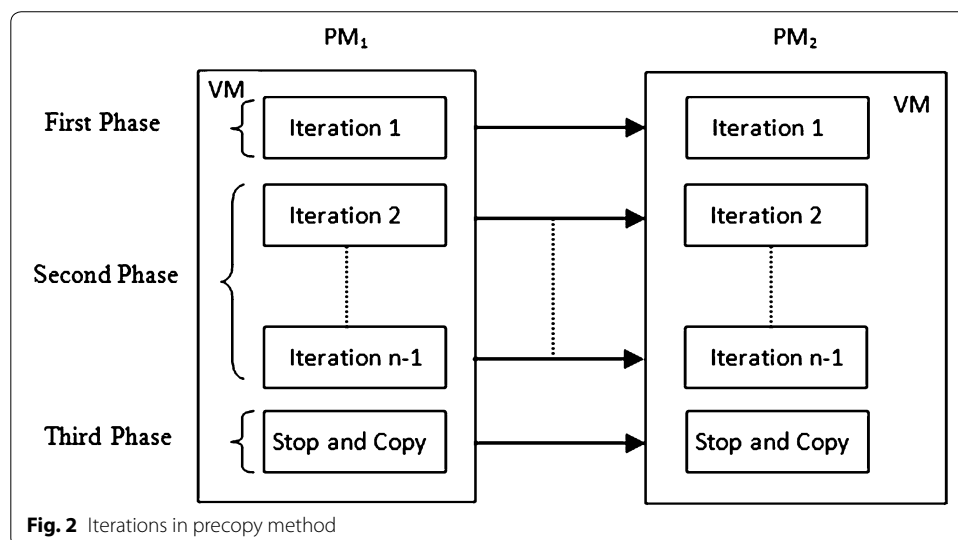 PM₁ PM₂
VM VM
First Phase Iteration 1 Iteration 1
Iteration 2 Iteration 2
Second Phase
Iteration n-1 Iteration n-1
Third Phase Stop and Copy Stop and Copy
Fig. 2 Iterations in precopy method